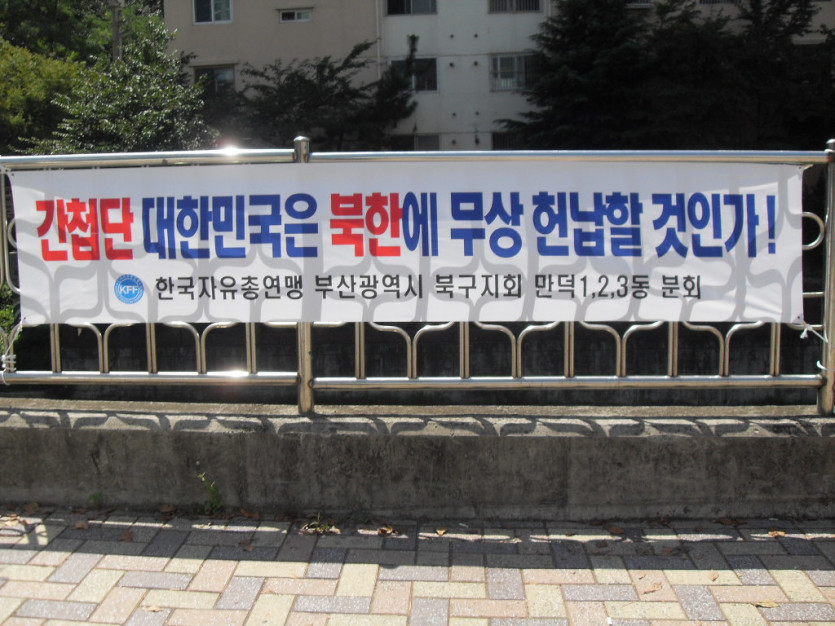 간첩단 대한민국은 북한에 무상 헌납할 것인가!
KFF 한국자유총연맹 부산광역시 북구지회 만덕1,2,3동 분회